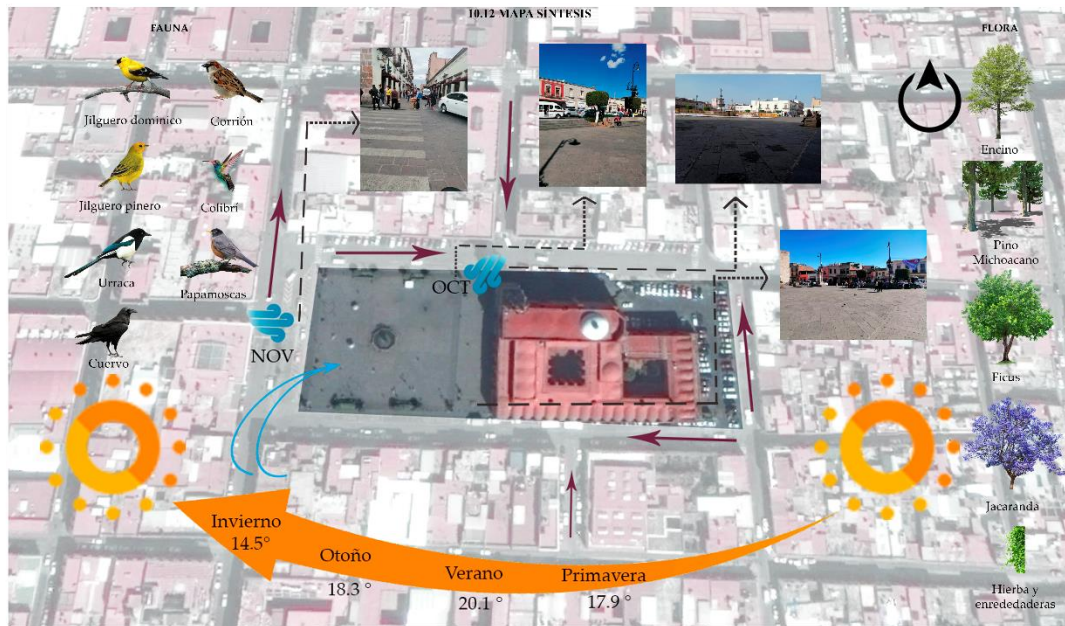 10.12 MAPA SÍNTESIS
FAUNA
Jilguero dominico
Gorrión
Jilguero pinero
Colibrí
Urraca
Papamoscas
Cuervo
NOV
OCT
FLORA
Encino
Pino
Michoacano
Ficus
Jacaranda
Hierba y
enrededaderas
Invierno
14.5°
Otoño
18.3 °
Verano
20.1 °
Primavera
17.9 °